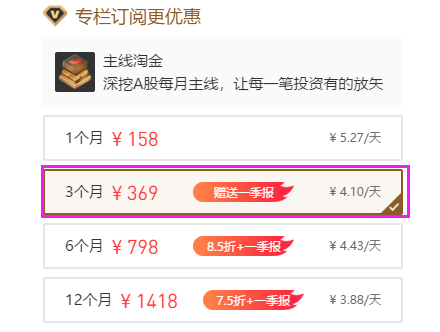 专栏订阅更优惠
主线淘金
深挖A股每月主线，让每一笔投资有的放矢
1个月 ¥ 158 ¥ 5.27/天
3个月 ¥ 369 赠送一季报 ¥ 4.10/天
6个月 ¥ 798 8.5折+一季报 ¥ 4.43/天
12个月 ¥ 1418 7.5折+一季报 ¥ 3.88/天